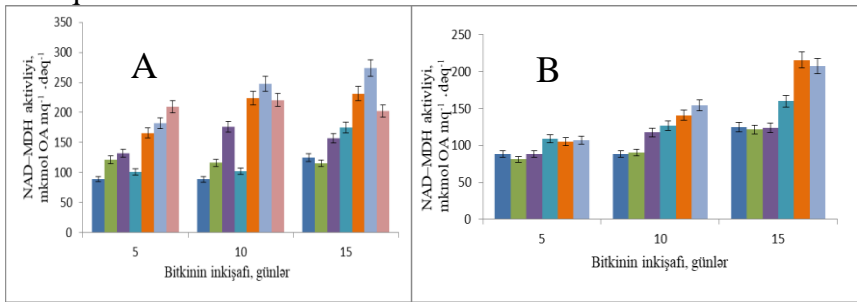 A
NAD–MDH aktivliyi,
mkmol OA mq⁻¹ ·dəq⁻¹
350
300
250
200
150
100
50
0
5 10 15
Bitkinin inkişafı, günlər
B
NAD–MDH aktivliyi,
mkmol OA mq⁻¹ ·dəq⁻¹
250
200
150
100
50
0
5 10 15
Bitkinin inkişafı, günlər